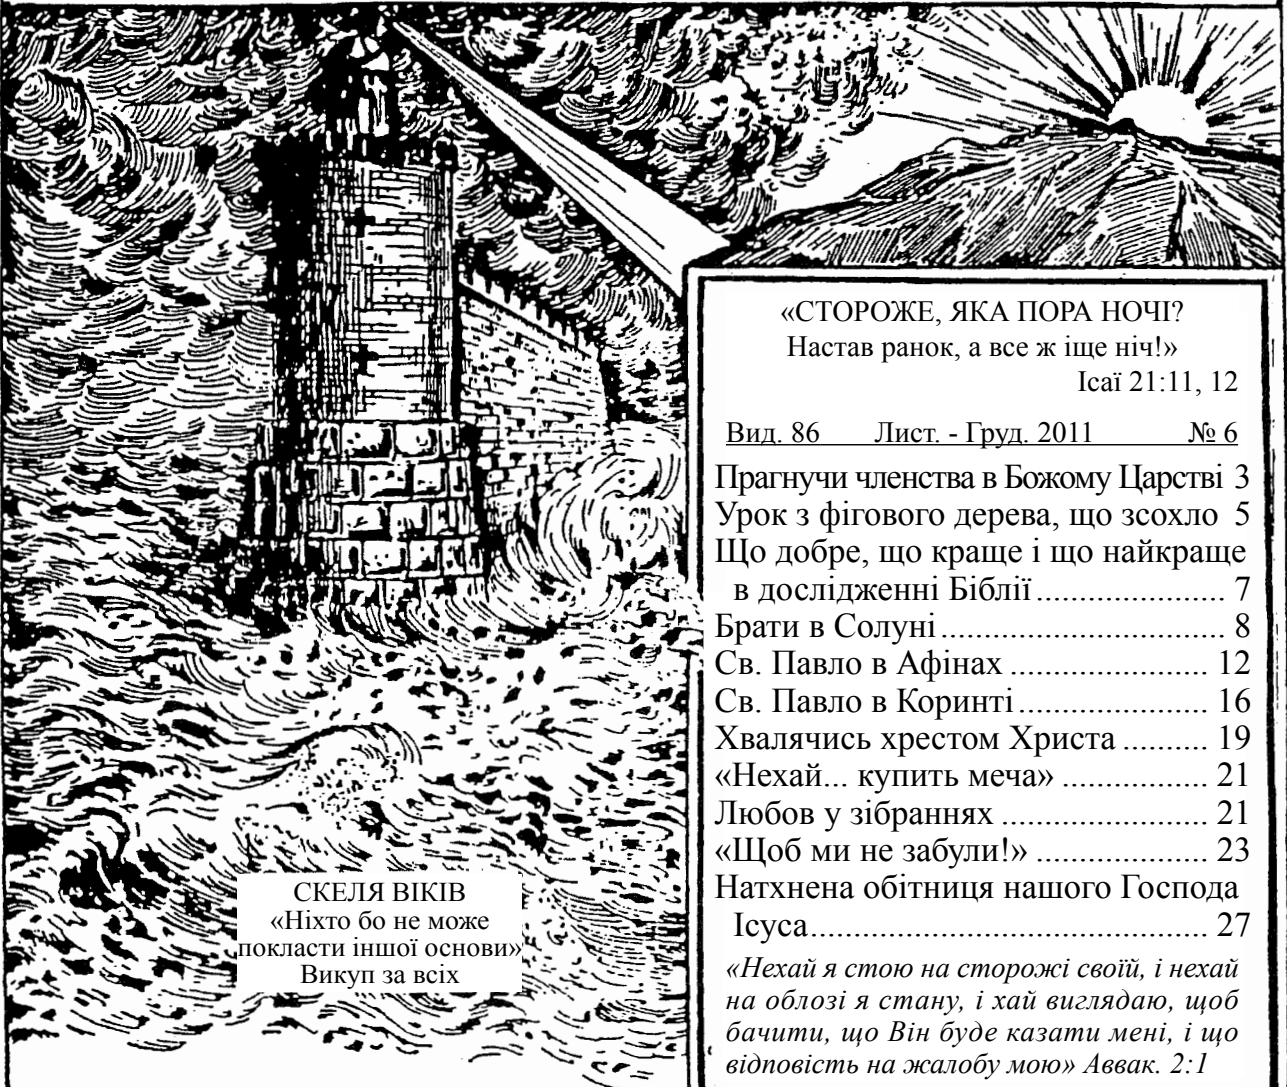 «СТОРОЖЕ, ЯКА ПОРА НОЧІ?
Настав ранок, а все ж іще ніч!»
Ісаї 21:11, 12
Вид. 86 Лист. - Груд. 2011 № 6
Прагнучи членства в Божому Царстві 3
Урок з фігового дерева, що зсохло 5
Що добре, що краще і що найкраще
в дослідженні Біблії ...................... 7
Брати в Солуні ................................ 8
Св. Павло в Афінах ...................... 12
Св. Павло в Коринті ..................... 16
Хвалячись хрестом Христа .......... 19
«Нехай... купить меча» ............... 21
Любов у зібраннях ....................... 21
«Щоб ми не забули!» ................... 23
Натхнена обітниця нашого Господа
Ісуса ............................................ 27
«Нехай я стою на сторожі своїй, і нехай
на облозі я стану, і хай виглядаю, щоб
бачити, що Він буде казати мені, і що
відповість на жалобу мою» Аввак. 2:1
СКЕЛЯ ВІКІВ
«Ніхто бо не може
покласти іншої основи»
Викуп за всіх